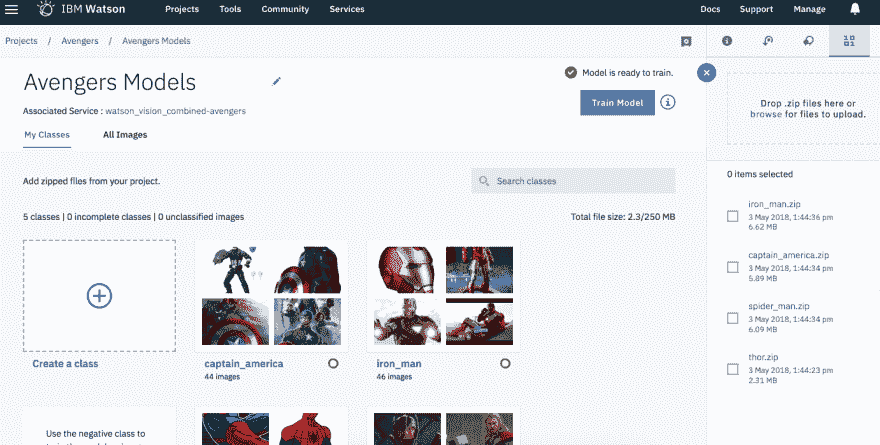 IBM Watson
Projects
Tools
Community
Services
Docs
Support
Manage
Projects / Avengers / Avengers Models
Avengers Models
Model is ready to train.
Associated Service : watson_vision_combined-avengers
Train Model
My Classes
All Images
Add zipped files from your project.
Search classes
5 classes | 0 incomplete classes | 0 unclassified images
Total file size: 2.3/250 MB
Create a class
captain_america
44 images
iron_man
46 images
Use the negative class to
Drop .zip files here or
browse for files to upload.
0 items selected
iron_man.zip
3 May 2018, 1:44:36 pm
6.62 MB
captain_america.zip
3 May 2018, 1:44:34 pm
5.89 MB
spider_man.zip
3 May 2018, 1:44:34 pm
6.09 MB
thor.zip
3 May 2018, 1:44:23 pm
2.31 MB